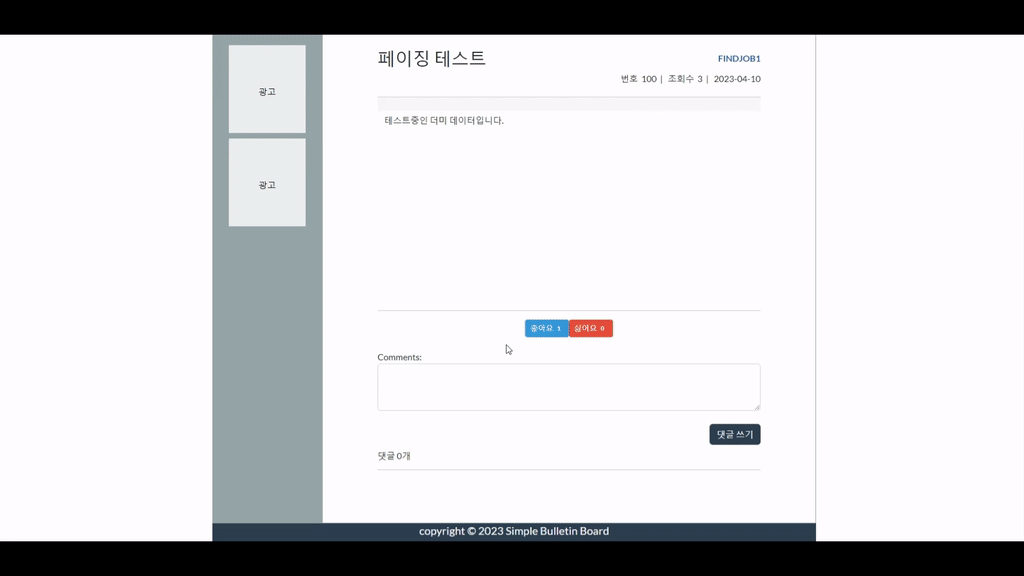 광고
광고
페이징 테스트
FINDJOB1
번호 100 | 조회수 3 | 2023-04-10
테스트중인 더미 데이터입니다.
좋아요 1 싫어요 0
Comments:
댓글 쓰기
댓글 0개
copyright © 2023 Simple Bulletin Board